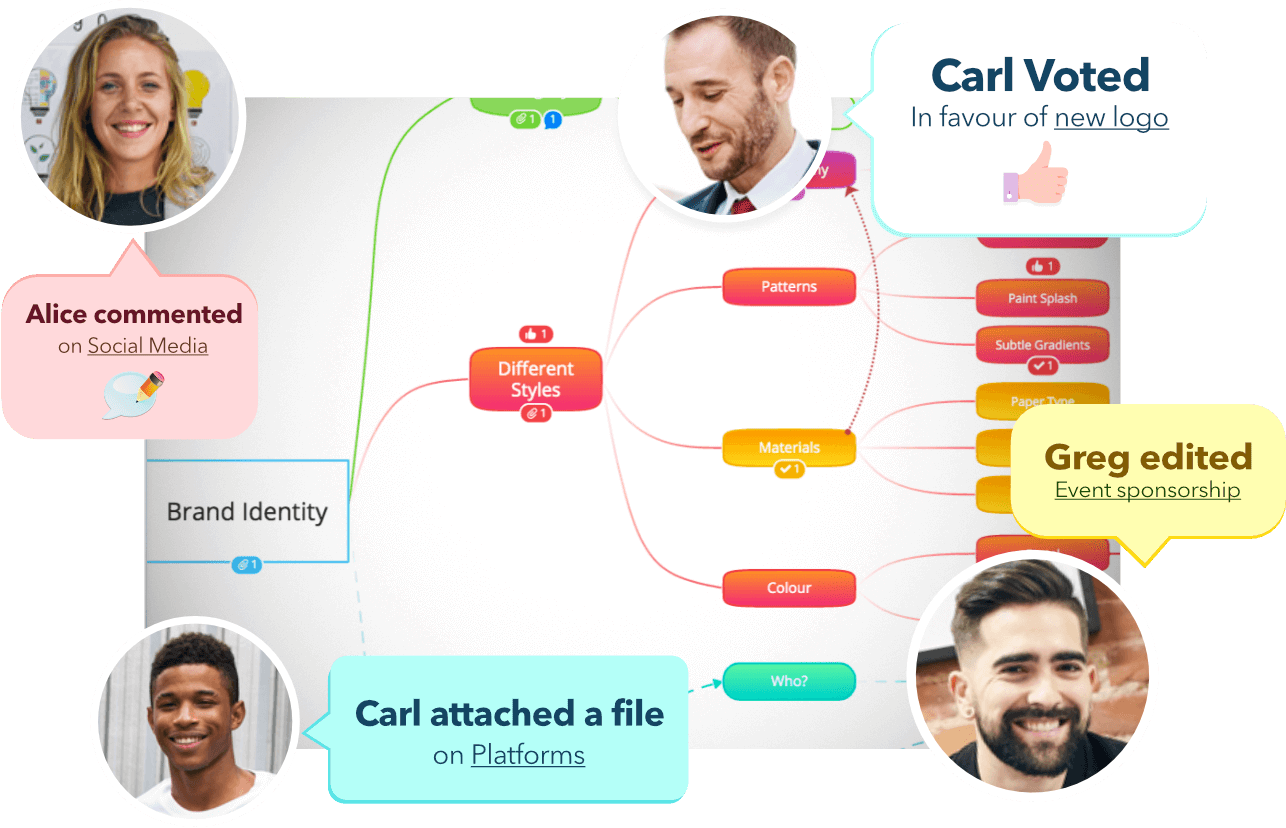 Carl Voted
In favour of new logo
1 1
Patterns
1
Paint Splash
Alice commented
on Social Media
1
Subtle Gradients
1
Different
Styles
1
Paper Type
Materials
1
Greg edited
Event sponsorship
Brand Identity
1
Colour
Who?
Carl attached a file
on Platforms